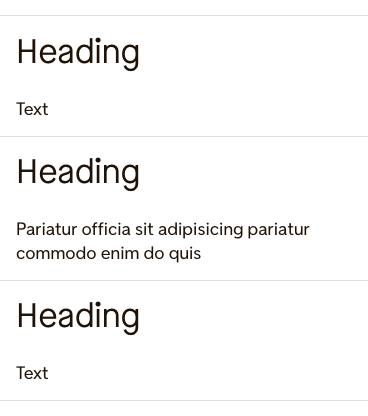 Heading
Text
Heading
Pariatur officia sit adipisicing pariatur
commodo enim do quis
Heading
Text